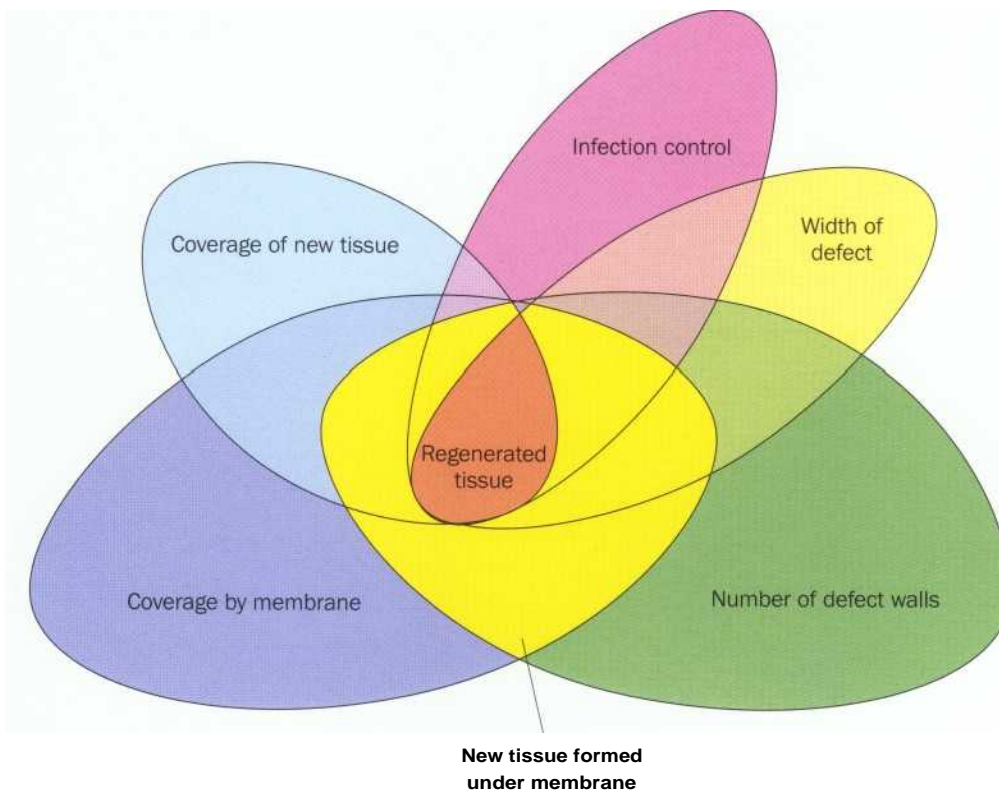 Infection control
Width of
defect
Coverage of new tissue
Regenerated
tissue
Coverage by membrane
Number of defect walls
New tissue formed
under membrane